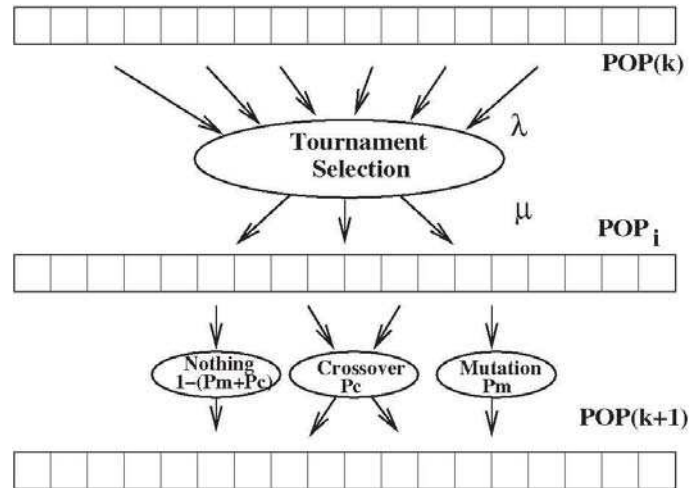 POP(k)
λ
Tournament
Selection
μ
POP i
Nothing
1-(Pm+Pc)
Crossover
Pc
Mutation
Pm
POP(k+1)